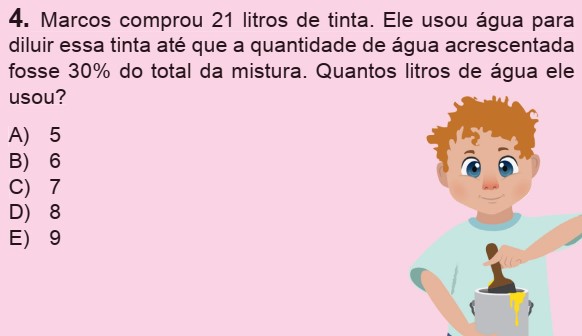 4. Marcos comprou 21 litros de tinta. Ele usou água para
diluir essa tinta até que a quantidade de água acrescentada
fosse 30% do total da mistura. Quantos litros de água ele
usou?
A) 5
B) 6
C) 7
D) 8
E) 9